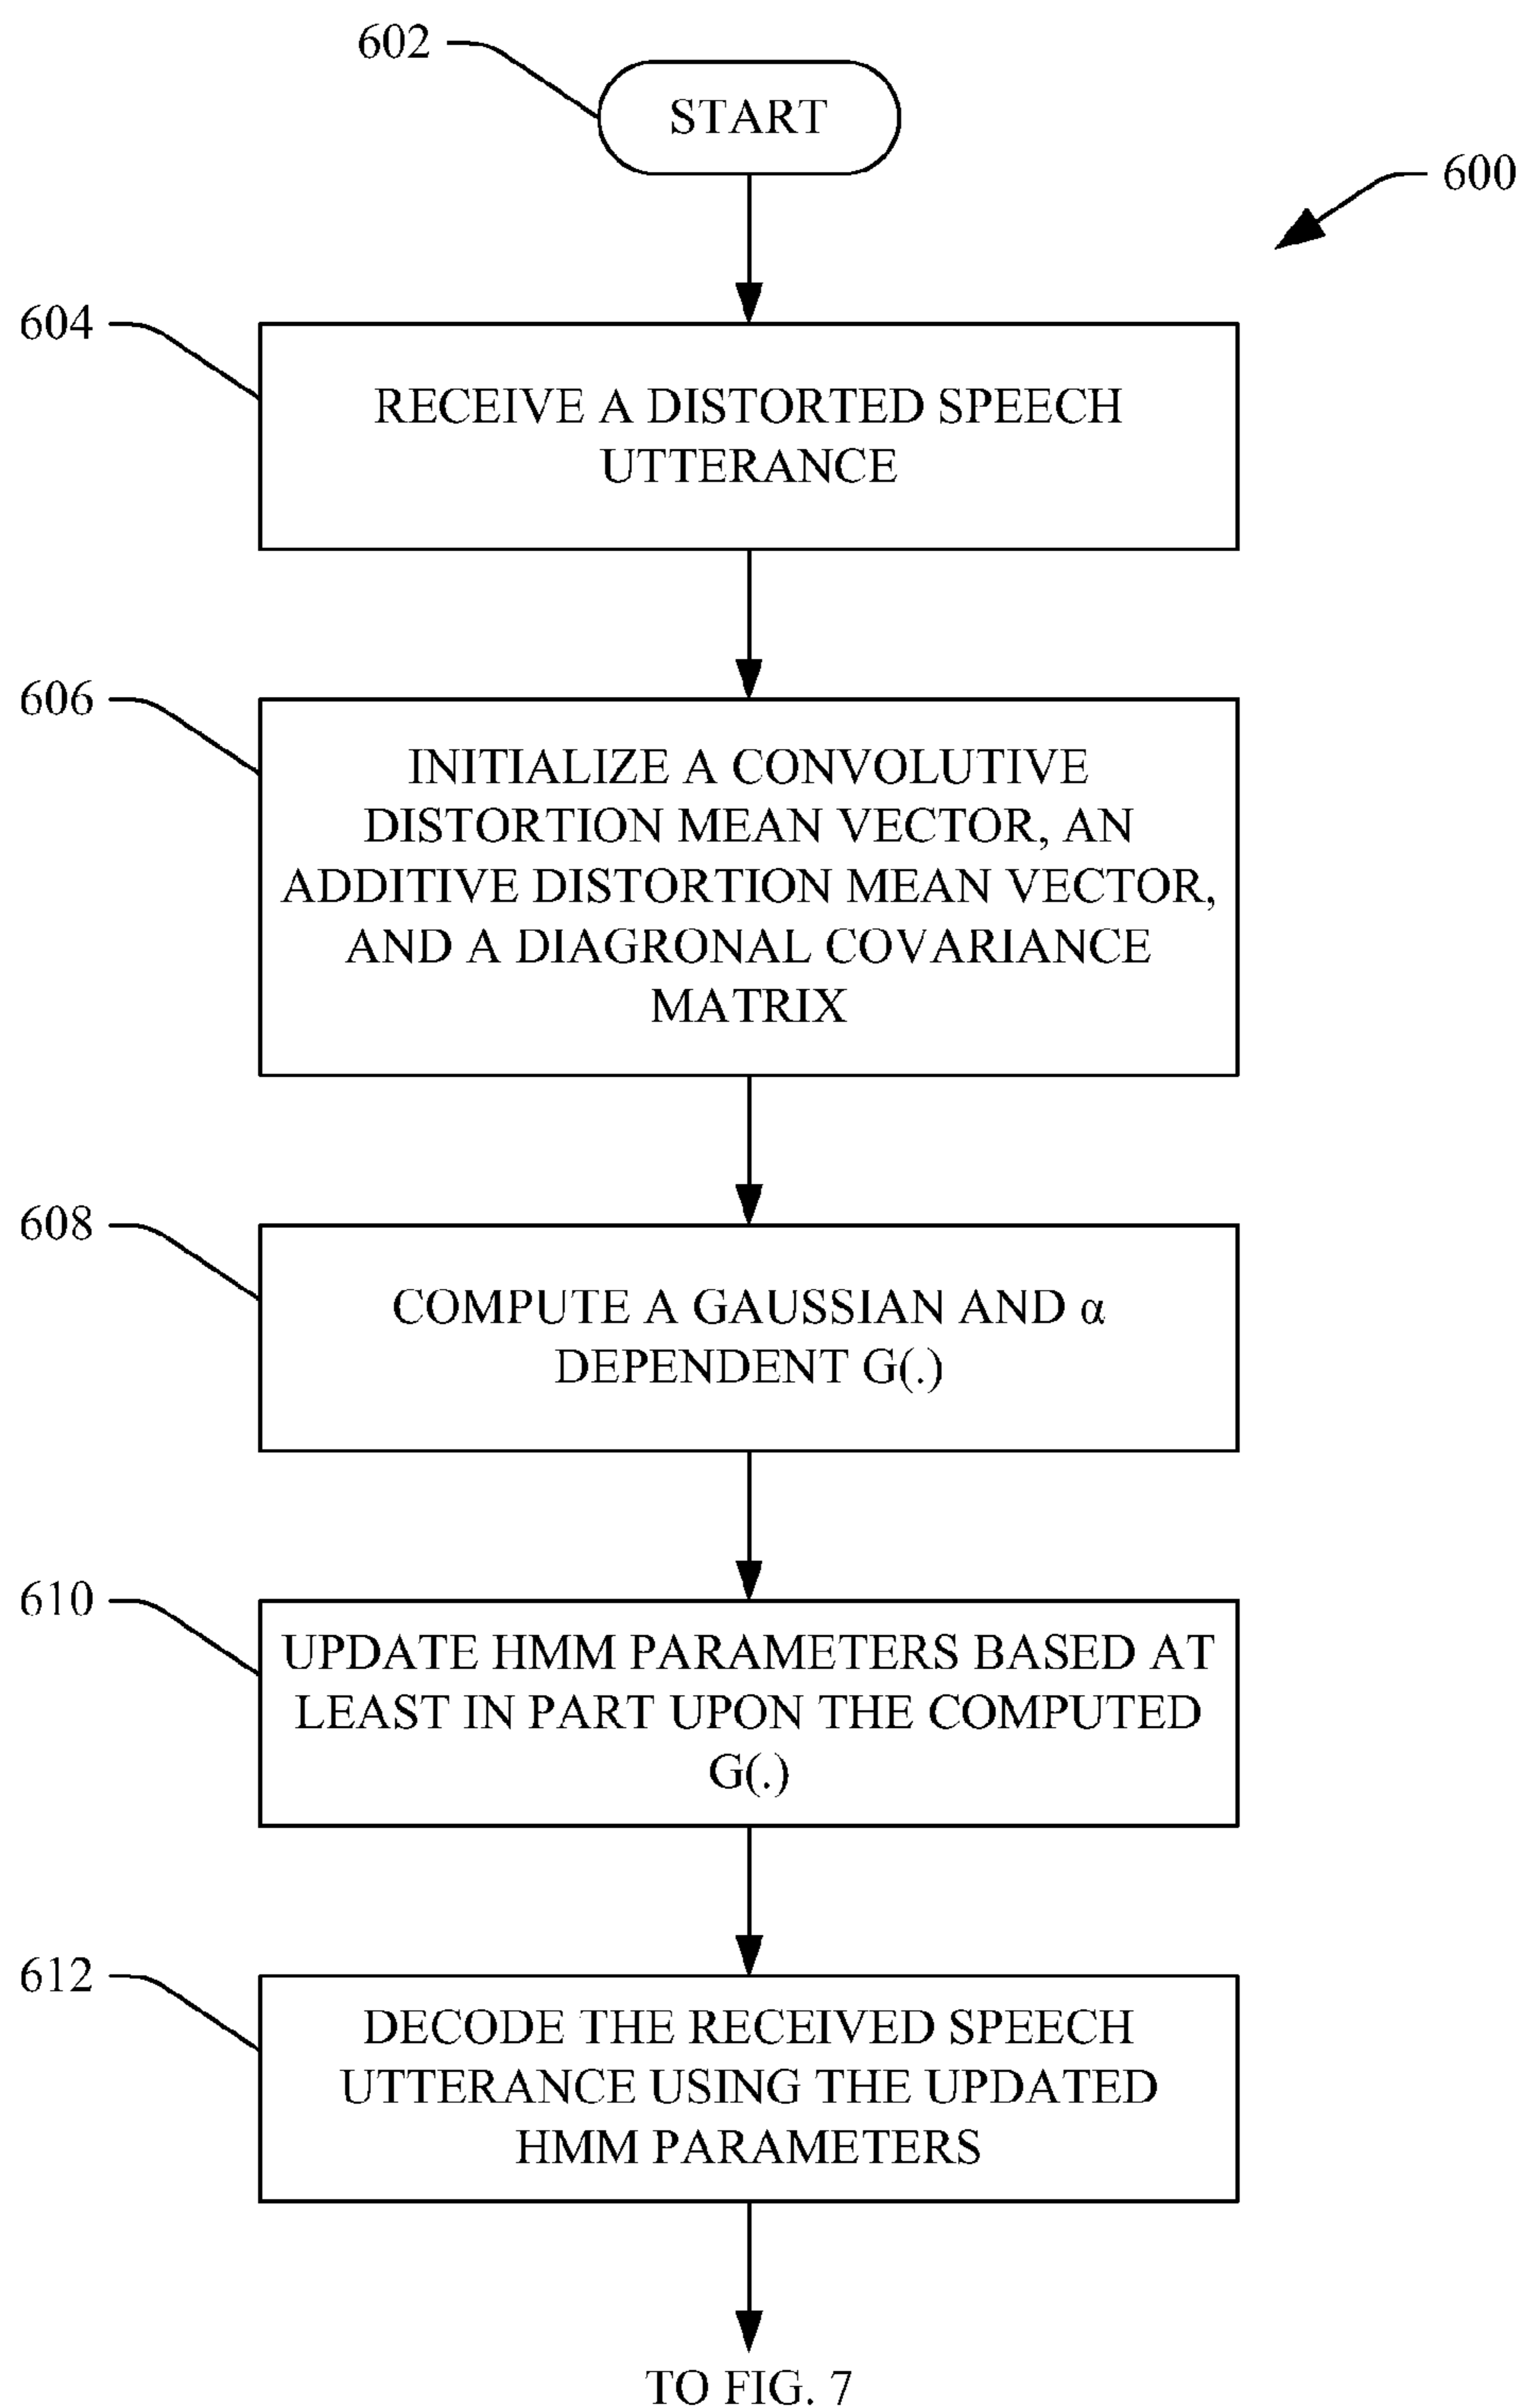 602
START
600
604
RECEIVE A DISTORTED SPEECH
UTTERANCE
606
INITIALIZE A CONVOLUTIVE
DISTORTION MEAN VECTOR, AN
ADDITIVE DISTORTION MEAN VECTOR,
AND A DIAGRONAL COVARIANCE
MATRIX
608
COMPUTE A GAUSSIAN AND α
DEPENDENT G(.)
610
UPDATE HMM PARAMETERS BASED AT
LEAST IN PART UPON THE COMPUTED
G(.)
612
DECODE THE RECEIVED SPEECH
UTTERANCE USING THE UPDATED
HMM PARAMETERS
TO FIG. 7